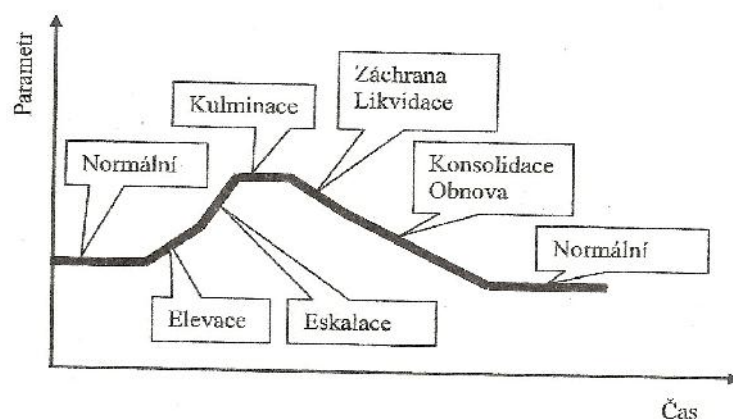 Parametr
Záchrana
Likvidace
Kulminace
Normální
Konsolidace
Obnova
Normální
Elevace
Eskalace
Čas